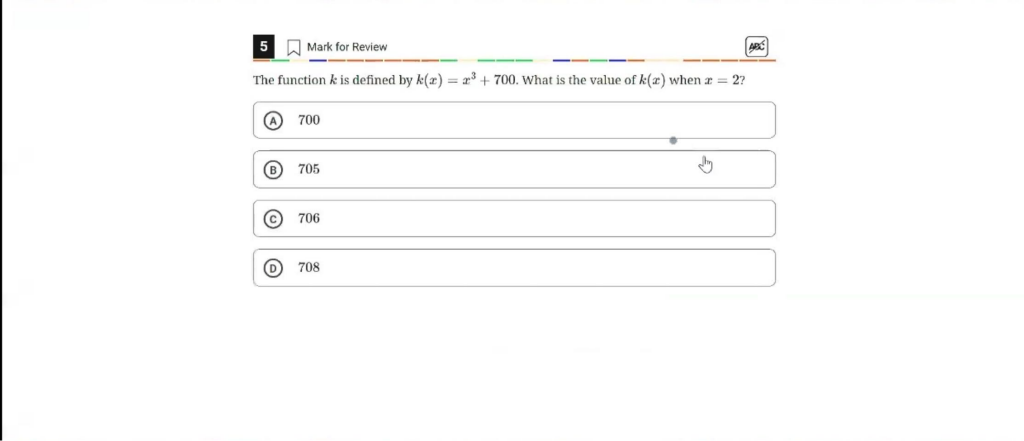 5 Mark for Review ABC
The function k is defined by k(x) = x³ + 700. What is the value of k(x) when x = 2?
A 700
B 705
C 706
D 708